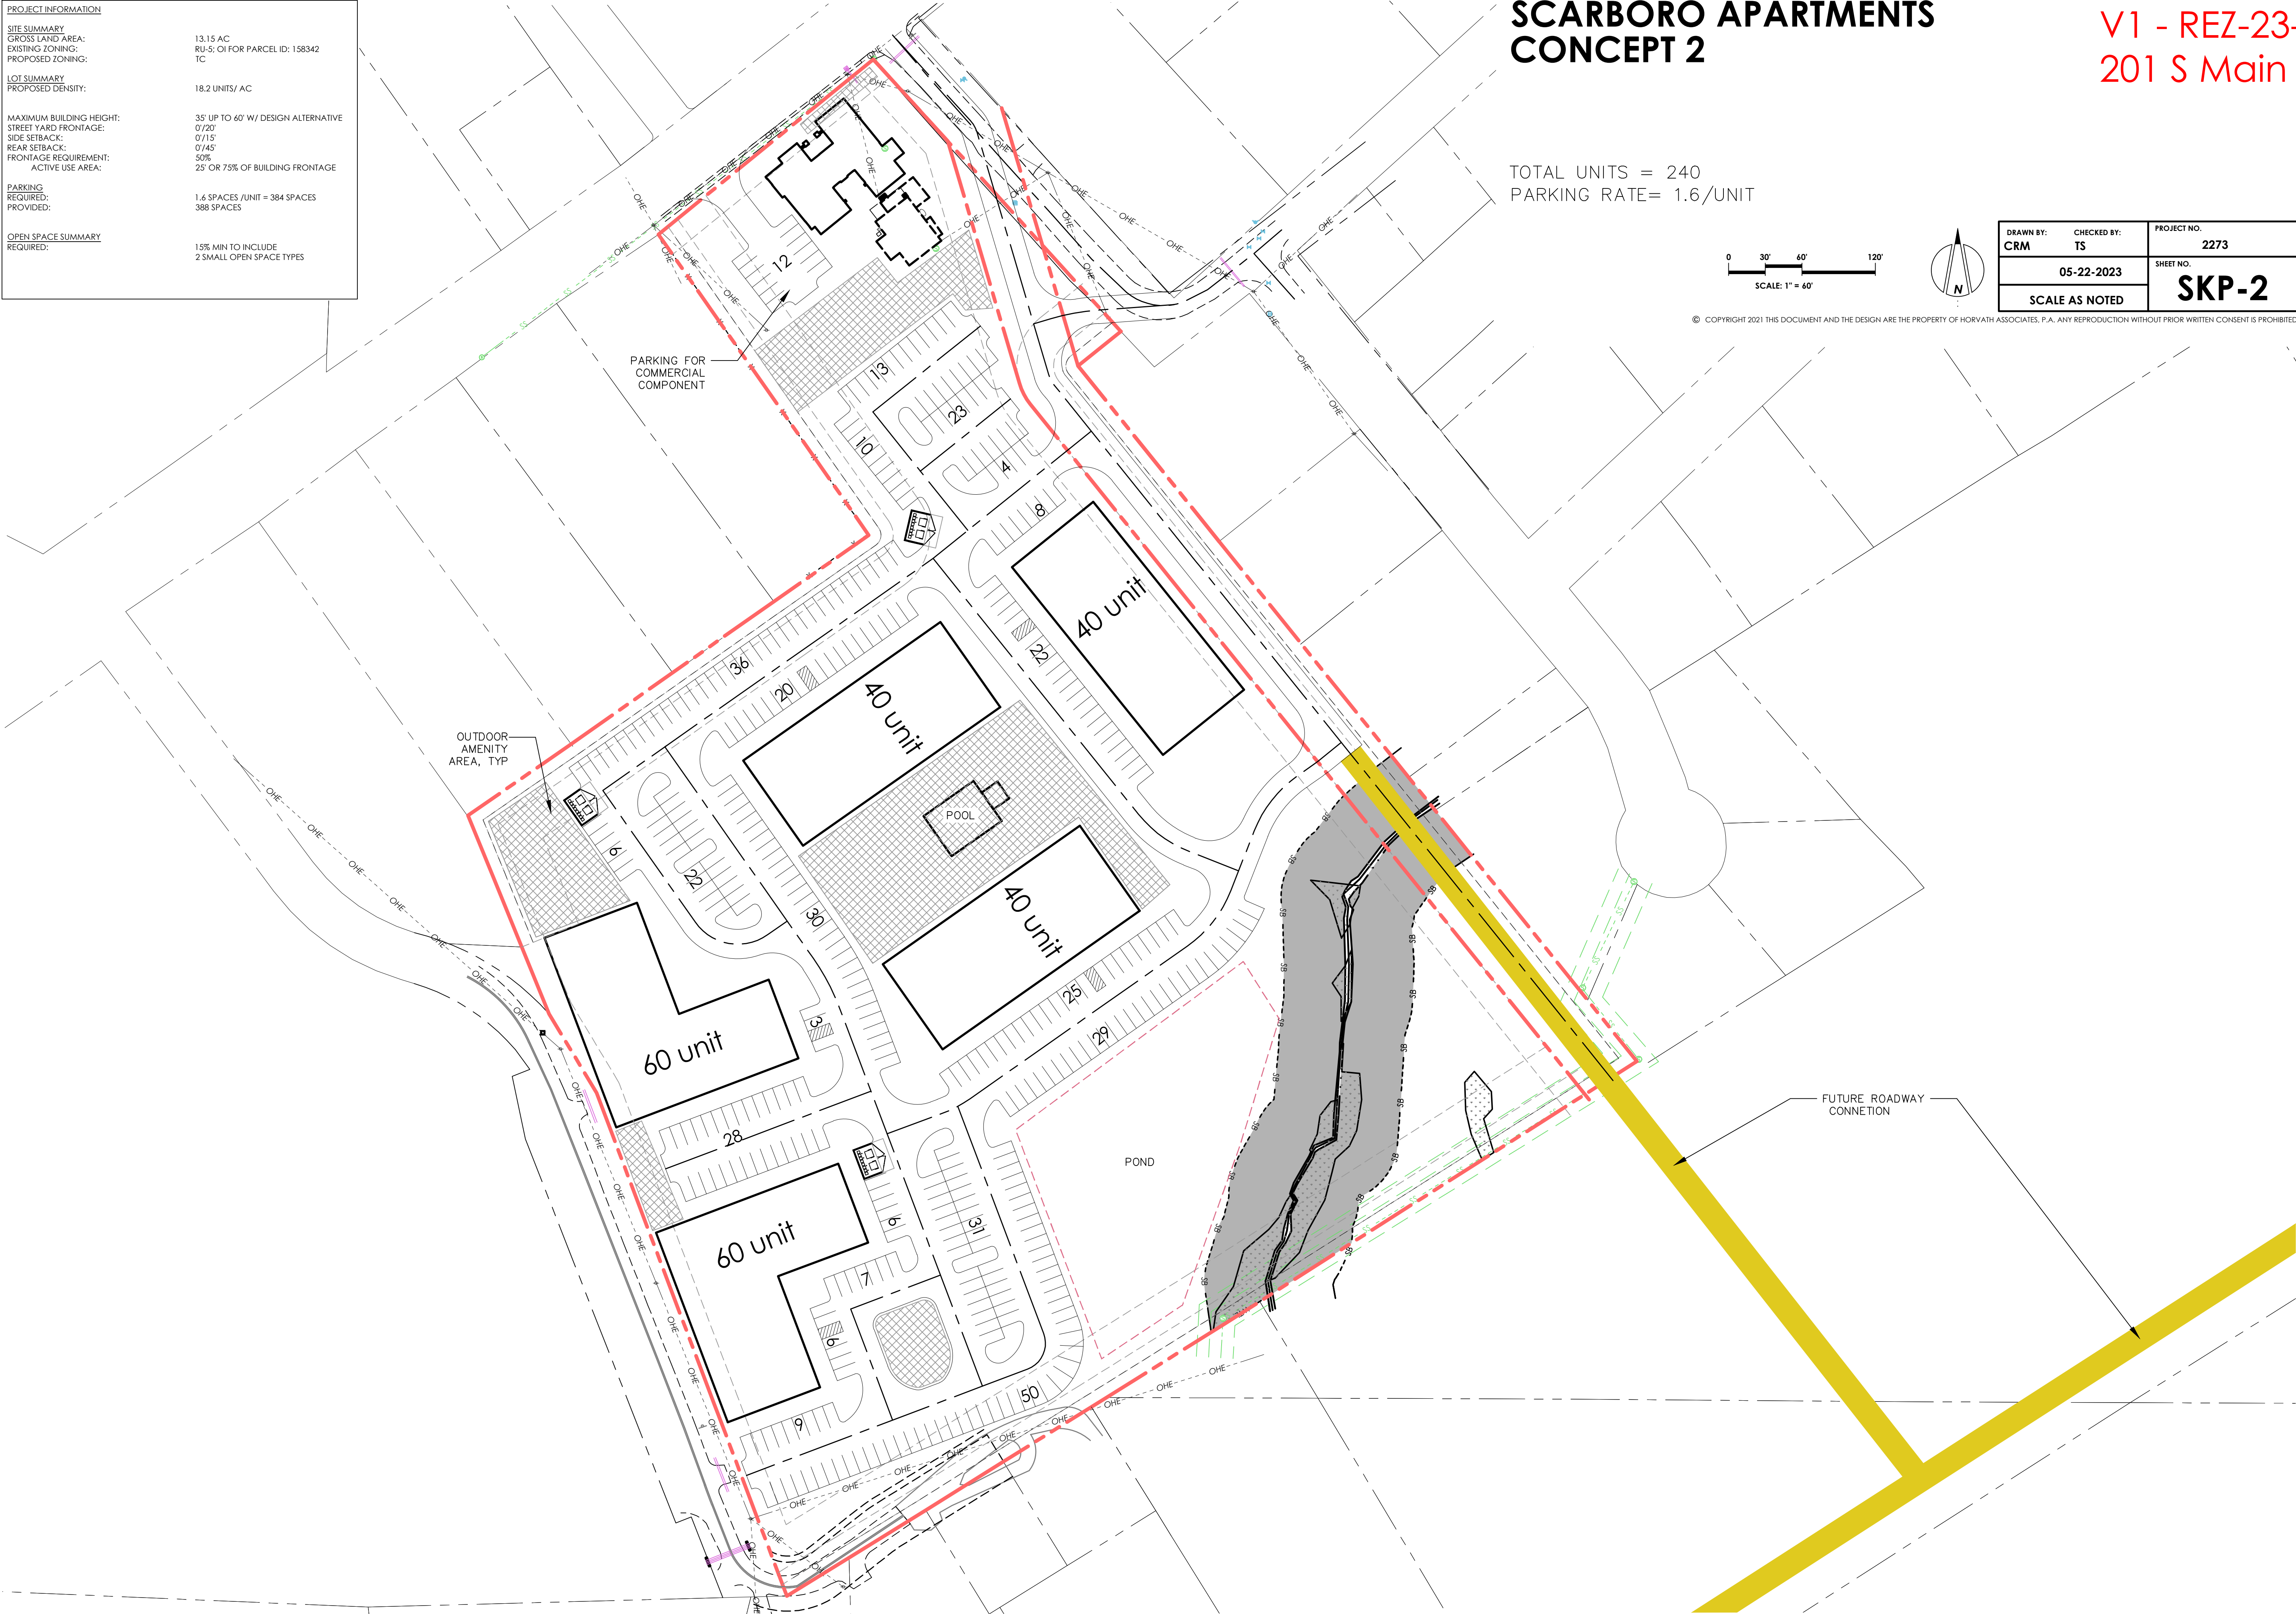 PROJECT INFORMATION
SITE SUMMARY
GROSS LAND AREA: 13.15 AC
EXISTING ZONING: RU-5; OI FOR PARCEL ID: 158342
PROPOSED ZONING: TC
LOT SUMMARY
PROPOSED DENSITY: 18.2 UNITS/ AC
MAXIMUM BUILDING HEIGHT: 35' UP TO 60' W/ DESIGN ALTERNATIVE
STREET YARD FRONTAGE: 0'/20'
SIDE SETBACK: 0'/15'
REAR SETBACK: 0'/45'
FRONTAGE REQUIREMENT: 50%
ACTIVE USE AREA: 25' OR 75% OF BUILDING FRONTAGE
PARKING
REQUIRED: 1.6 SPACES /UNIT = 384 SPACES
PROVIDED: 388 SPACES
OPEN SPACE SUMMARY
REQUIRED: 15% MIN TO INCLUDE
2 SMALL OPEN SPACE TYPES
SCARBORO APARTMENTS
CONCEPT 2
V1 - REZ-23-
201 S Main
TOTAL UNITS = 240
PARKING RATE= 1.6/UNIT
0 30' 60' 120'
SCALE: 1" = 60'
N
DRAWN BY: CHECKED BY: PROJECT NO.
CRM TS 2273
05-22-2023
SHEET NO.
SKP-2
SCALE AS NOTED
© COPYRIGHT 2021 THIS DOCUMENT AND THE DESIGN ARE THE PROPERTY OF HORVATH ASSOCIATES, P.A. ANY REPRODUCTION WITHOUT PRIOR WRITTEN CONSENT IS PROHIBITED
12
PARKING FOR
COMMERCIAL
COMPONENT
13
23
10
4
8
40 unit
22
36
20
40 unit
OUTDOOR
AMENITY
AREA, TYP
POOL
6
22
30
40 unit
25
29
3
60 unit
28
POND
FUTURE ROADWAY
CONNETION
60 unit
6
31
7
6
9
50
OHE
OHE
OHE
OHE
SS
SS
SB
SB
SB
SB